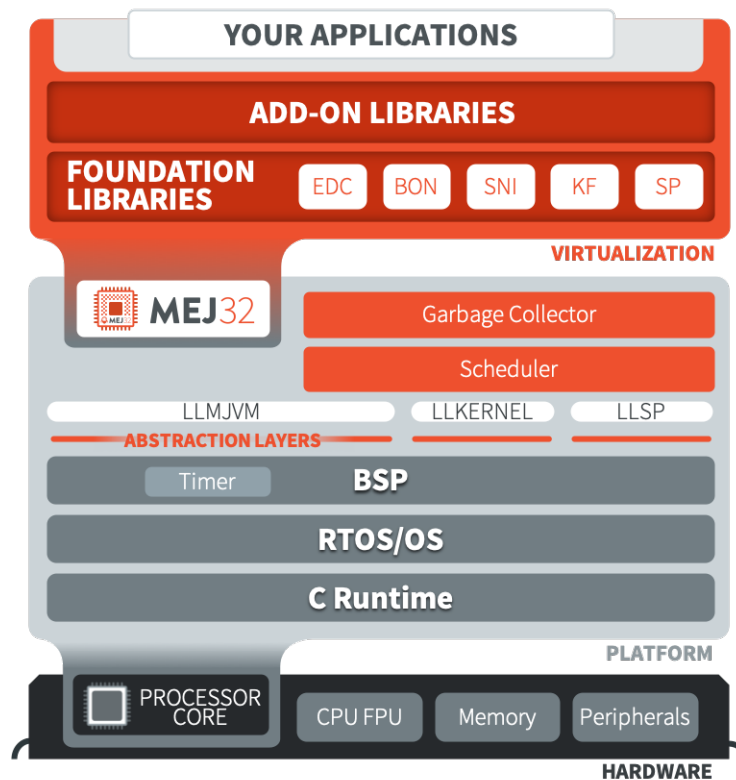 YOUR APPLICATIONS
ADD-ON LIBRARIES
FOUNDATION
LIBRARIES
EDC BON SNI KF SP
VIRTUALIZATION
MEJ32
MEJ32
Garbage Collector
Scheduler
LLMJVM LLKERNEL LLSP
ABSTRACTION LAYERS
Timer BSP
RTOS/OS
C Runtime
PLATFORM
PROCESSOR
CORE
CPU FPU Memory Peripherals
HARDWARE